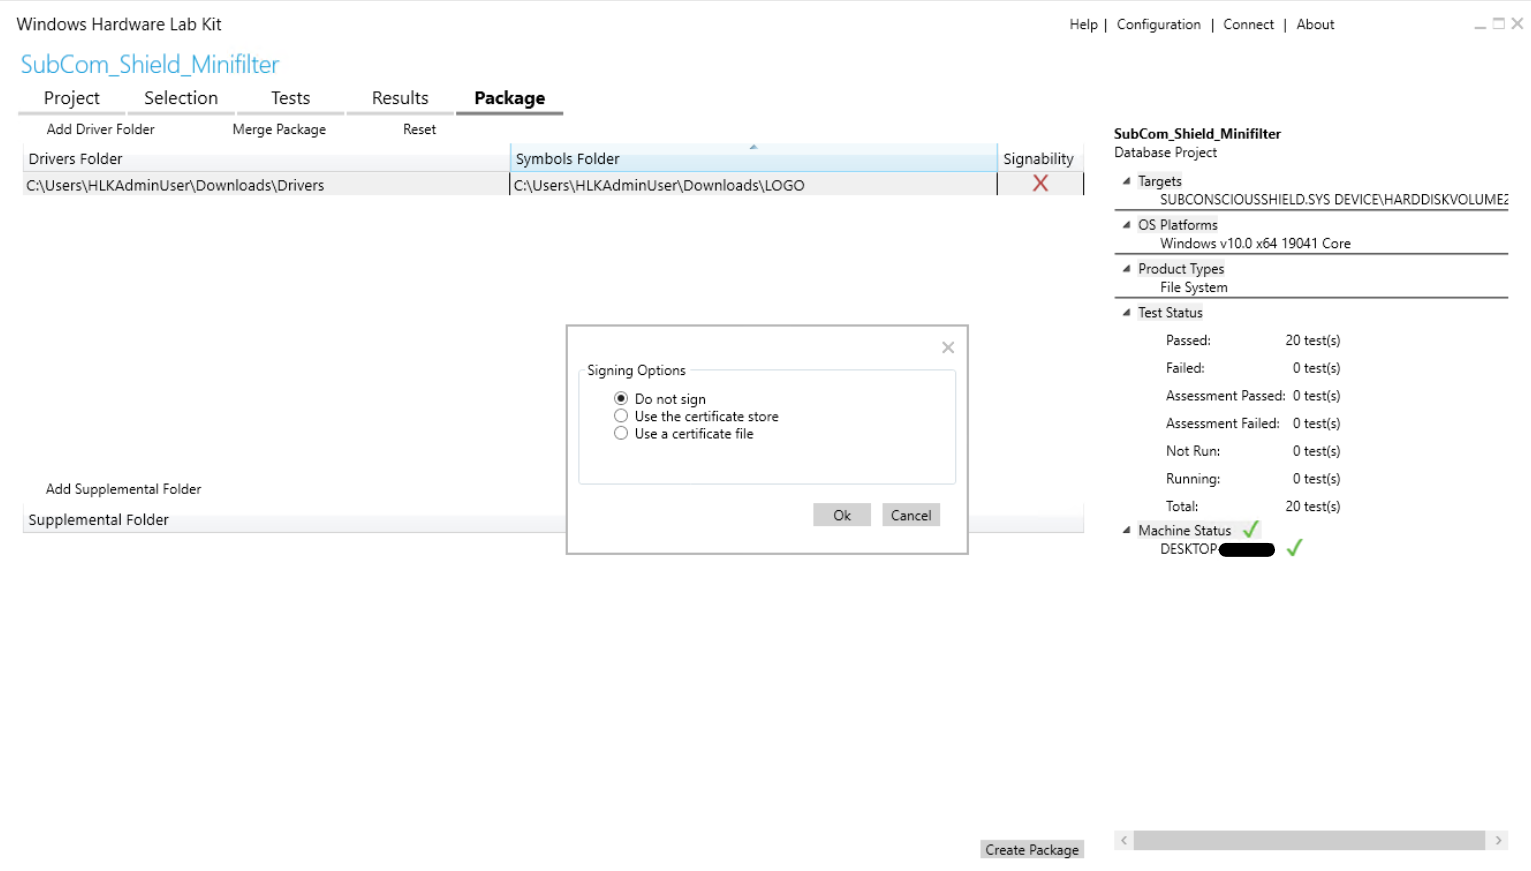 Windows Hardware Lab Kit
Help | Configuration | Connect | About
SubCom_Shield_Minifilter
Project Selection Tests Results Package
Add Driver Folder Merge Package Reset
Drivers Folder Symbols Folder Signability
C:\Users\HLKAdminUser\Downloads\Drivers C:\Users\HLKAdminUser\Downloads\LOGO X
Signing Options
Do not sign
Use the certificate store
Use a certificate file
Ok Cancel
Add Supplemental Folder
Supplemental Folder
Create Package
SubCom_Shield_Minifilter
Database Project
Targets
SUBCONSCIOUSSHIELD.SYS DEVICE\HARDDISKVOLUME2
OS Platforms
Windows v10.0 x64 19041 Core
Product Types
File System
Test Status
Passed: 20 test(s)
Failed: 0 test(s)
Assessment Passed: 0 test(s)
Assessment Failed: 0 test(s)
Not Run: 0 test(s)
Running: 0 test(s)
Total: 20 test(s)
Machine Status
DESKTOP